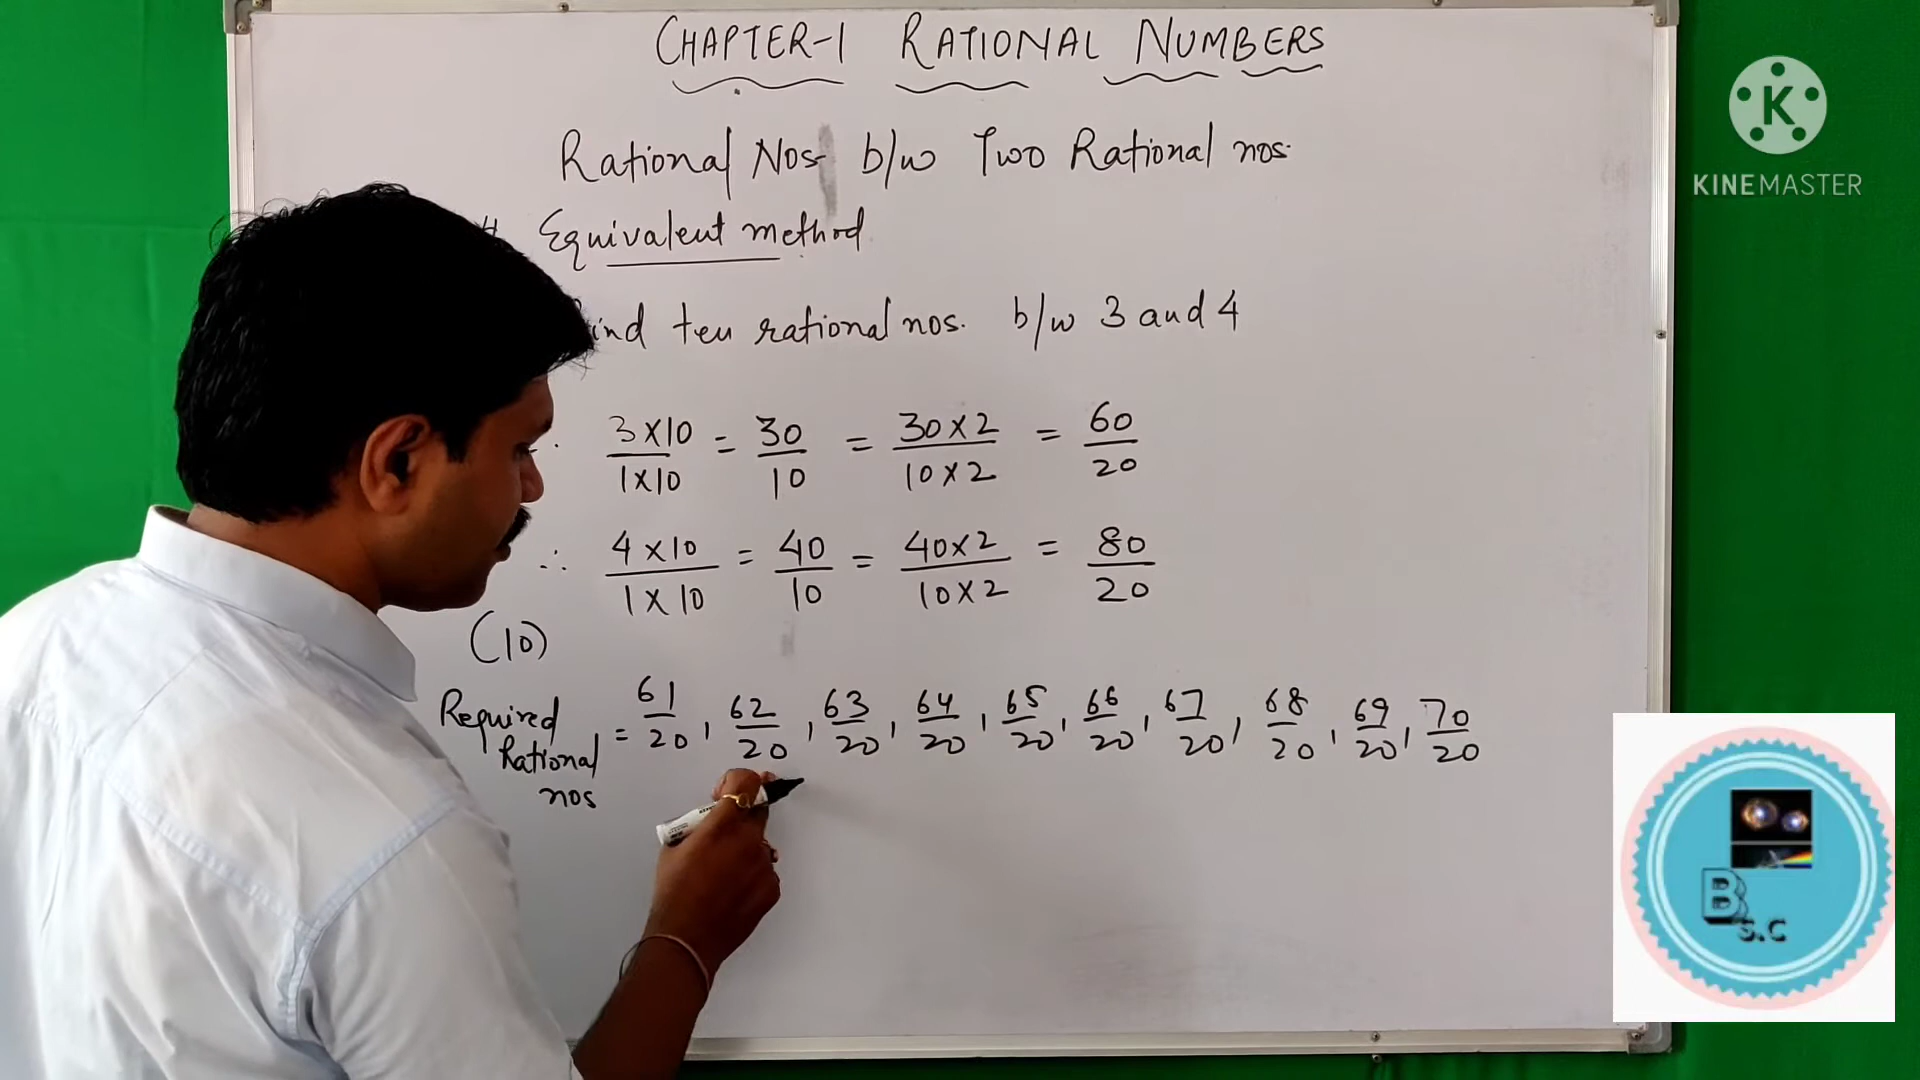 CHAPTER-1 RATIONAL NUMBERS
Rational Nos b/w Two Rational nos.
Equivalent method
ind ten rational nos. b/w 3 and 4
3×10/1×10 = 30/10 = 30×2/10×2 = 60/20
∴ 4×10/1×10 = 40/10 = 40×2/10×2 = 80/20
(10)
Required Rational nos = 61/20, 62/20, 63/20, 64/20, 65/20, 66/20, 67/20, 68/20, 69/20, 70/20
K
KINEMASTER
B
S.C